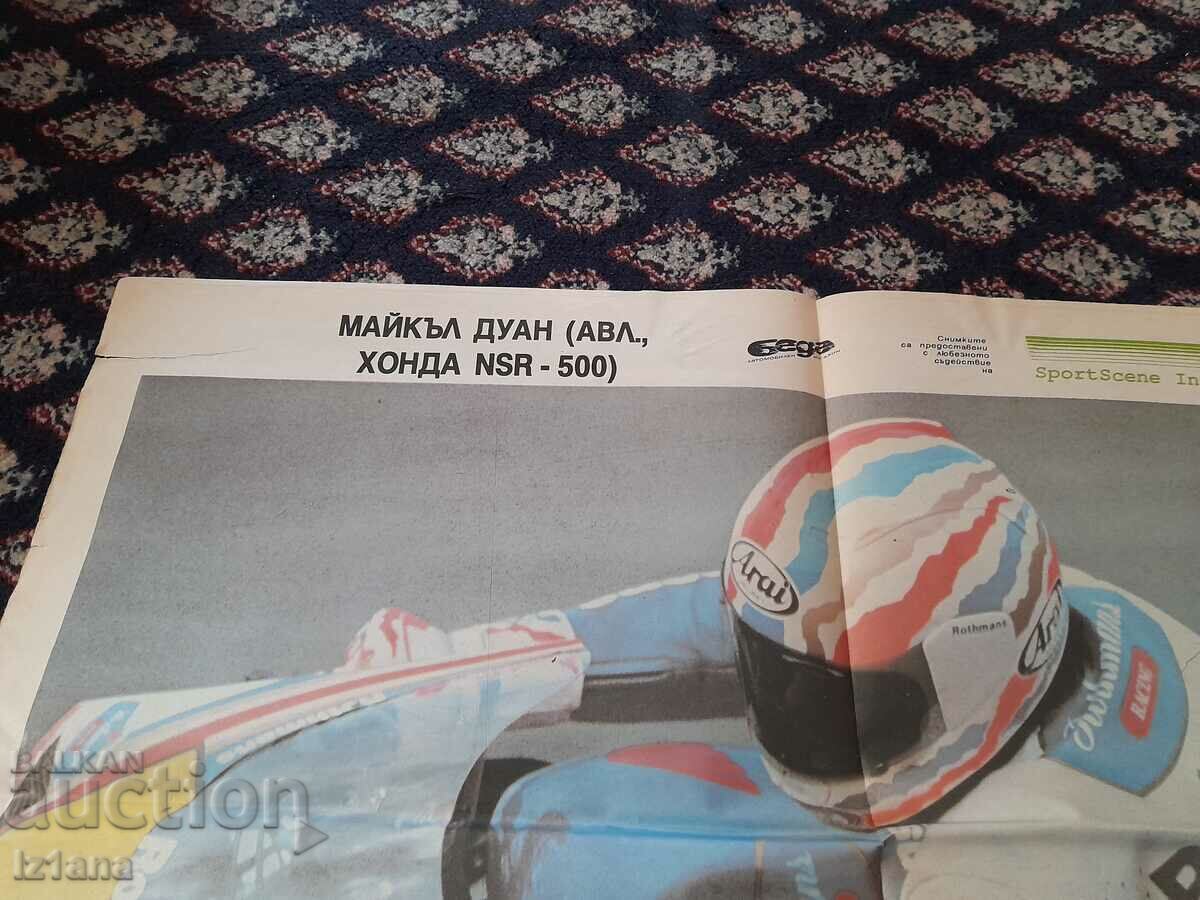 МАЙКЪЛ ДУАН (АВЛ.,
ХОНДА NSR - 500)
бега
Снимките
са предоставени
с любезното
съдействие
на
SportScene In
Arai
Rothmans
Arai
RACING
BALKAN
auction
iz1ana